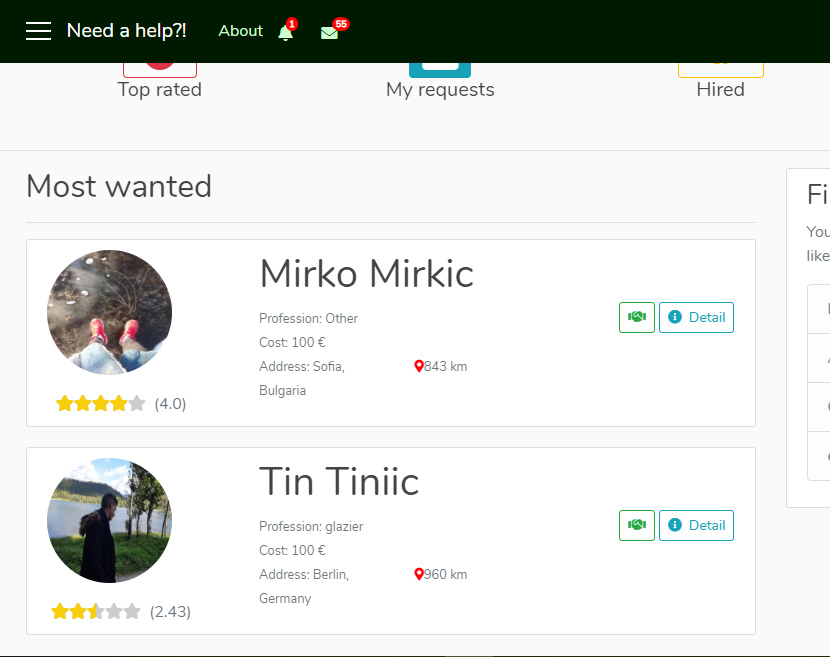 Need a help?! About 1 55
Top rated My requests Hired
Most wanted
Fi
You
like
Mirko Mirkic
Profession: Other
Cost: 100 €
Address: Sofia, 843 km
Bulgaria
Detail
(4.0)
Tin Tiniic
Profession: glazier
Cost: 100 €
Address: Berlin, 960 km
Germany
Detail
(2.43)